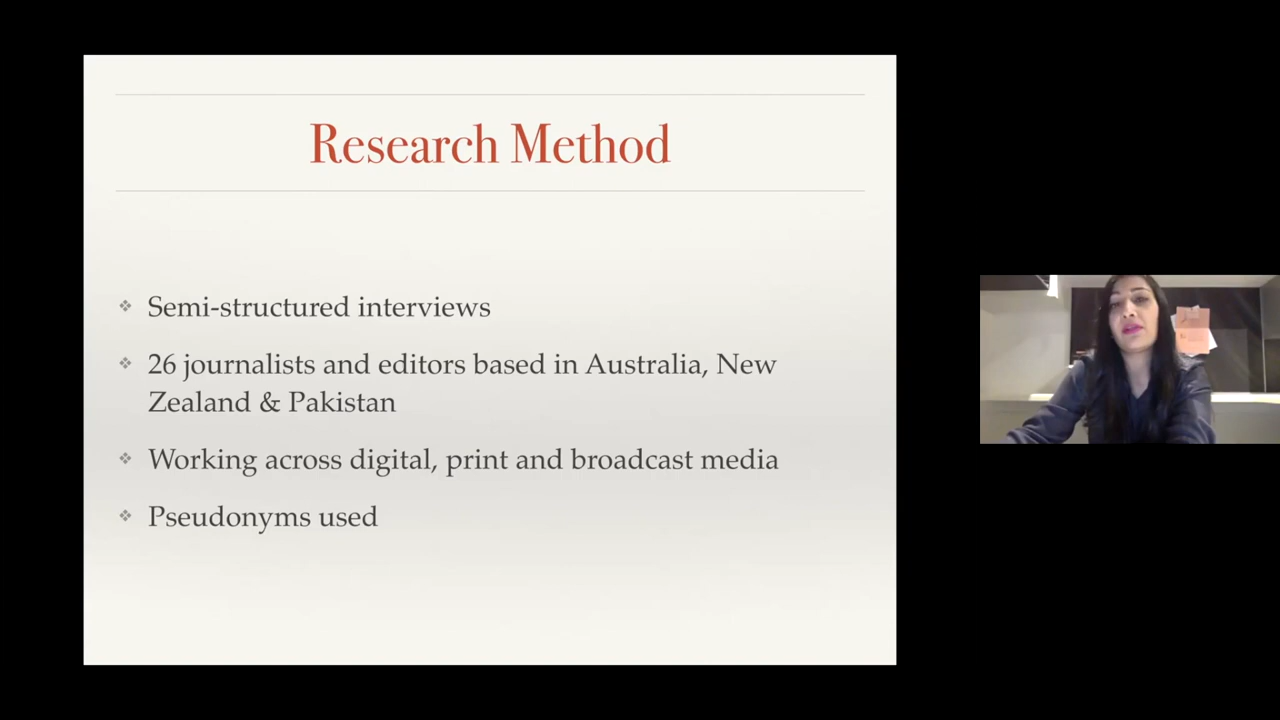 Research Method
Semi-structured interviews
26 journalists and editors based in Australia, New
Zealand & Pakistan
Working across digital, print and broadcast media
Pseudonyms used